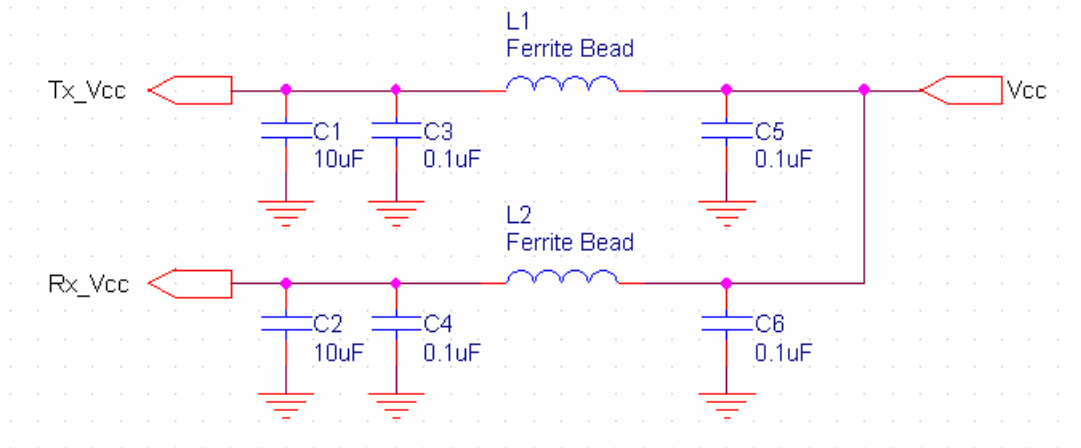 L1
Ferrite Bead
Tx_Vcc
Vcc
C1
10uF
C3
0.1uF
C5
0.1uF
L2
Ferrite Bead
Rx_Vcc
C2
10uF
C4
0.1uF
C6
0.1uF